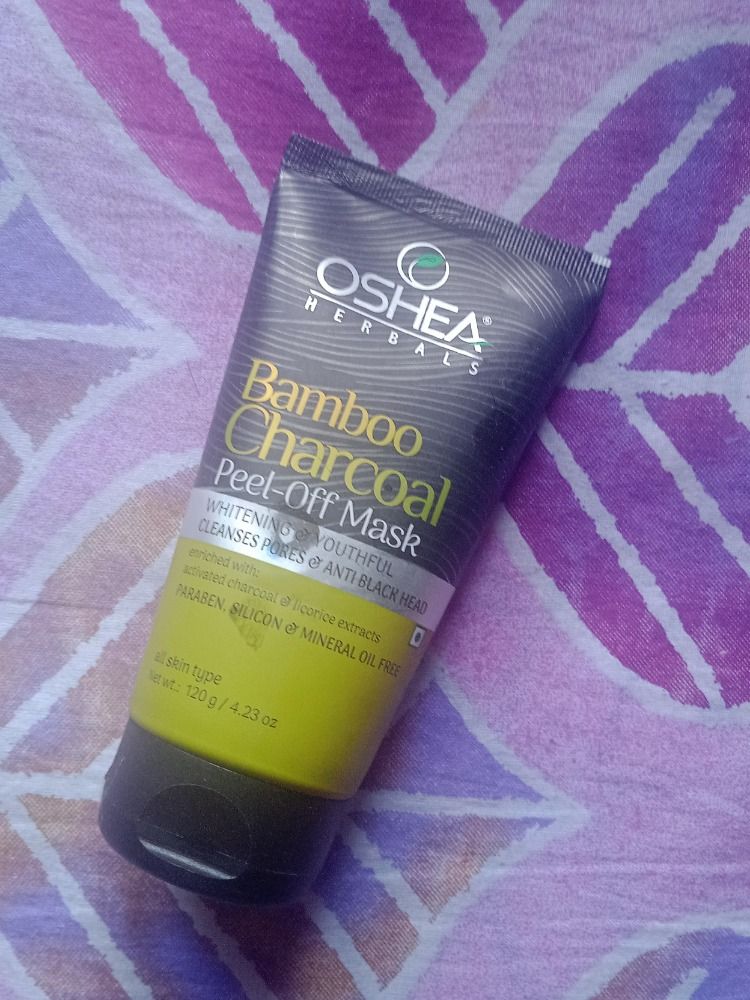 OSHEA®
HERBALS
Bamboo
Charcoal
Peel-Off Mask
WHITENING & YOUTHFUL
CLEANSES PORES & ANTI BLACK HEAD
enriched with:
activated charcoal & licorice extracts
PARABEN, SILICON & MINERAL OIL FREE
all skin type
Net wt.: 120 g / 4.23 oz